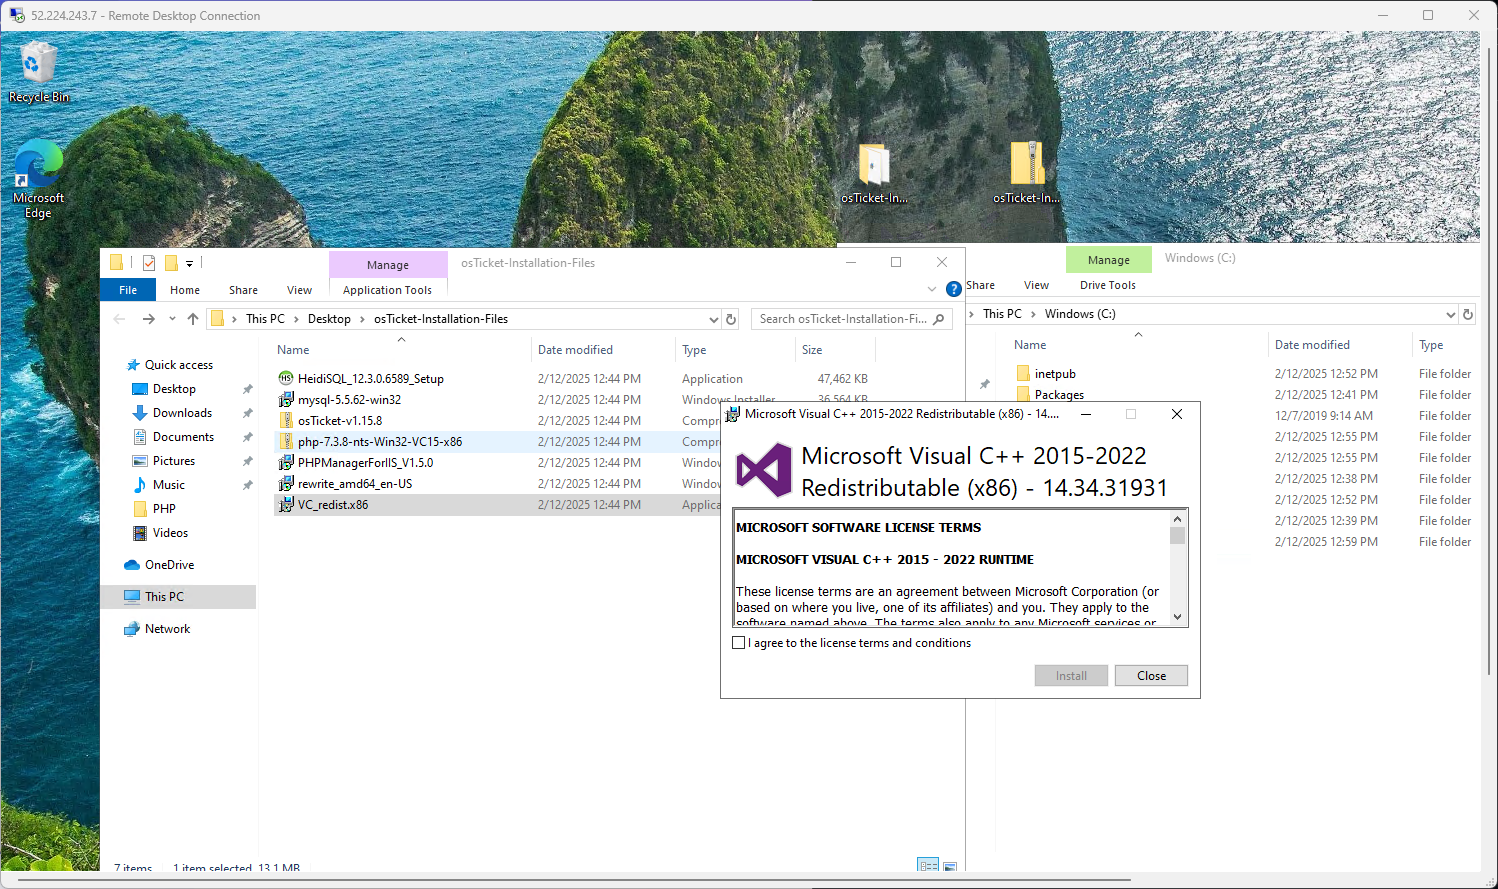 52.224.243.7 - Remote Desktop Connection
Recycle Bin
Microsoft
Edge
osTicket-In...
osTicket-In...
Manage
osTicket-Installation-Files
File
Home
Share
View
Application Tools
This PC
Desktop
osTicket-Installation-Files
Search osTicket-Installation-Fi...
Quick access
Desktop
Downloads
Documents
Pictures
Music
PHP
Videos
OneDrive
This PC
Network
Name Date modified Type Size
HeidiSQL_12.3.0.6589_Setup 2/12/2025 12:44 PM Application 47,462 KB
mysql-5.5.62-win32 2/12/2025 12:44 PM Windows Installer 36,564 KB
osTicket-v1.15.8 2/12/2025 12:44 PM Compr
php-7.3.8-nts-Win32-VC15-x86 2/12/2025 12:44 PM Compre
PHPManagerForIIS_V1.5.0 2/12/2025 12:44 PM Windov
rewrite_amd64_en-US 2/12/2025 12:44 PM Windov
VC_redist.x86 2/12/2025 12:44 PM Applica
7 items 1 item selected 13.1 MB
Manage
Windows (C:)
Share
View
Drive Tools
This PC
Windows (C:)
Name Date modified Type
inetpub 2/12/2025 12:52 PM File folder
Packages 2/12/2025 12:41 PM File folder
12/7/2019 9:14 AM File folder
2/12/2025 12:55 PM File folder
2/12/2025 12:55 PM File folder
2/12/2025 12:38 PM File folder
2/12/2025 12:52 PM File folder
2/12/2025 12:39 PM File folder
2/12/2025 12:59 PM File folder
Microsoft Visual C++ 2015-2022 Redistributable (x86) - 14....
Microsoft Visual C++ 2015-2022
Redistributable (x86) - 14.34.31931
MICROSOFT SOFTWARE LICENSE TERMS
MICROSOFT VISUAL C++ 2015 - 2022 RUNTIME
These license terms are an agreement between Microsoft Corporation (or
based on where you live, one of its affiliates) and you. They apply to the
software named above. The terms also apply to any Microsoft services or
I agree to the license terms and conditions
Install
Close